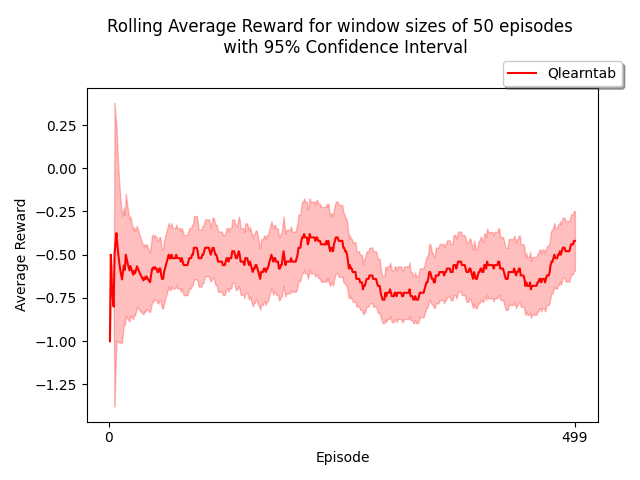 Rolling Average Reward for window sizes of 50 episodes
with 95% Confidence Interval
Qlearntab
0.25
0.00
−0.25
−0.50
−0.75
−1.00
−1.25
Average Reward
0
499
Episode